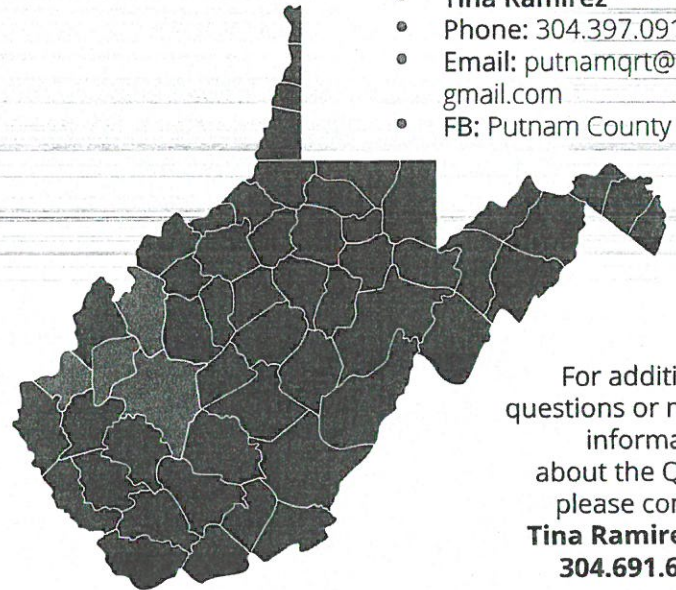 Tina Ramirez
Phone: 304.397.091
Email: putnamqrt@
gmail.com
FB: Putnam County
For additi
questions or
informa
about the
please con
Tina Ramire
304.691.6